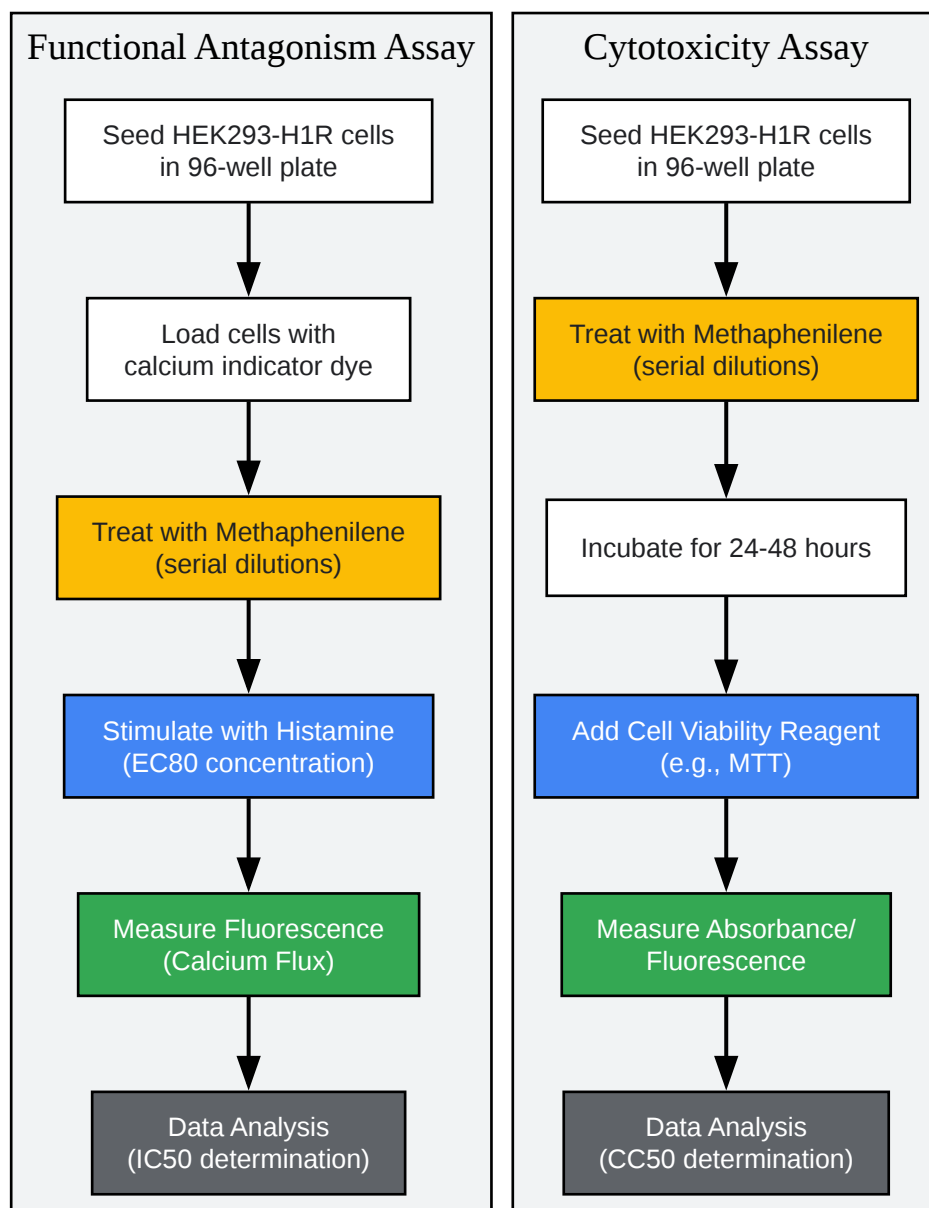 Functional Antagonism Assay
Seed HEK293-H1R cells
in 96-well plate
Load cells with
calcium indicator dye
Treat with Methaphenilene
(serial dilutions)
Stimulate with Histamine
(EC80 concentration)
Measure Fluorescence
(Calcium Flux)
Data Analysis
(IC50 determination)
Cytotoxicity Assay
Seed HEK293-H1R cells
in 96-well plate
Treat with Methaphenilene
(serial dilutions)
Incubate for 24-48 hours
Add Cell Viability Reagent
(e.g., MTT)
Measure Absorbance/
Fluorescence
Data Analysis
(CC50 determination)